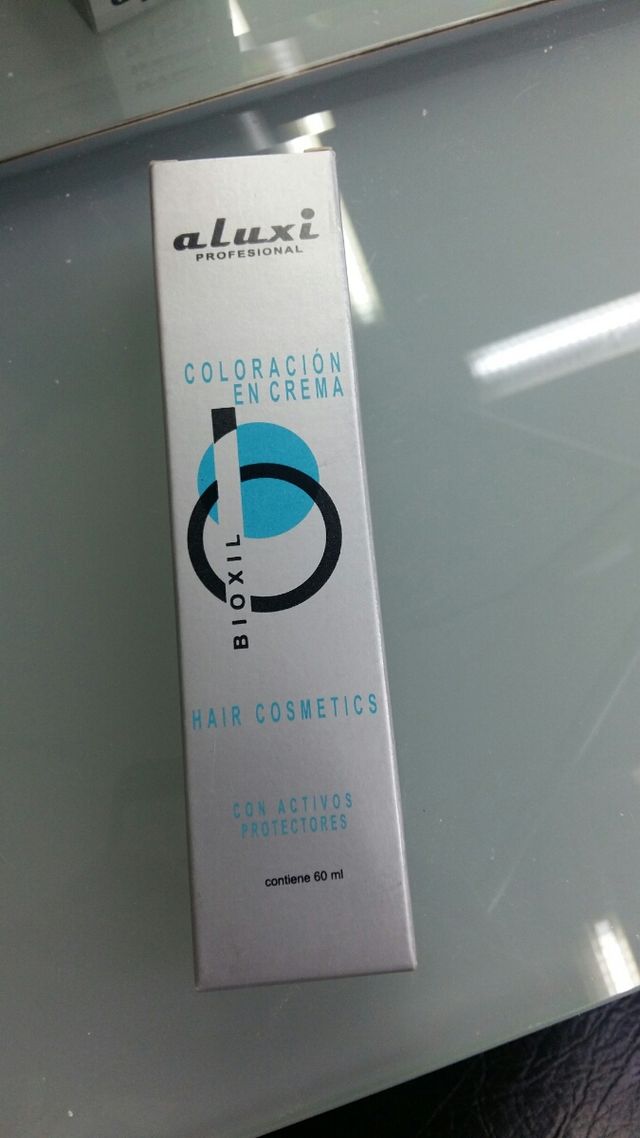 aluxi
PROFESIONAL
COLORACIÓN
EN CREMA
BIOXIL
HAIR COSMETICS
CON ACTIVOS
PROTECTORES
contiene 60 ml